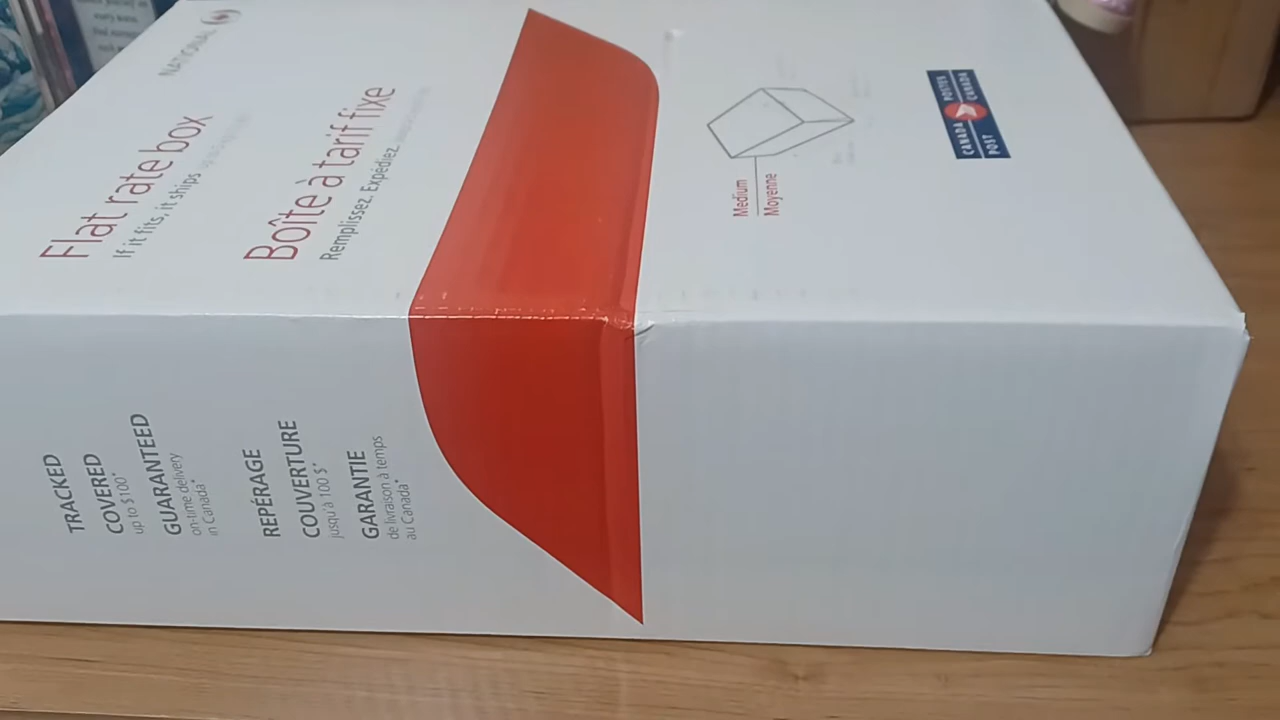 NATIONAL
Flat rate box
If it fits, it ships
Boîte à tarif fixe
Remplissez. Expédiez.
Medium
Moyenne
CANADA POSTES
POST CANADA
TRACKED
COVERED
up to $100*
GUARANTEED
on-time delivery
in Canada*
REPÉRAGE
COUVERTURE
jusqu'à 100 $*
GARANTIE
de livraison à temps
au Canada*